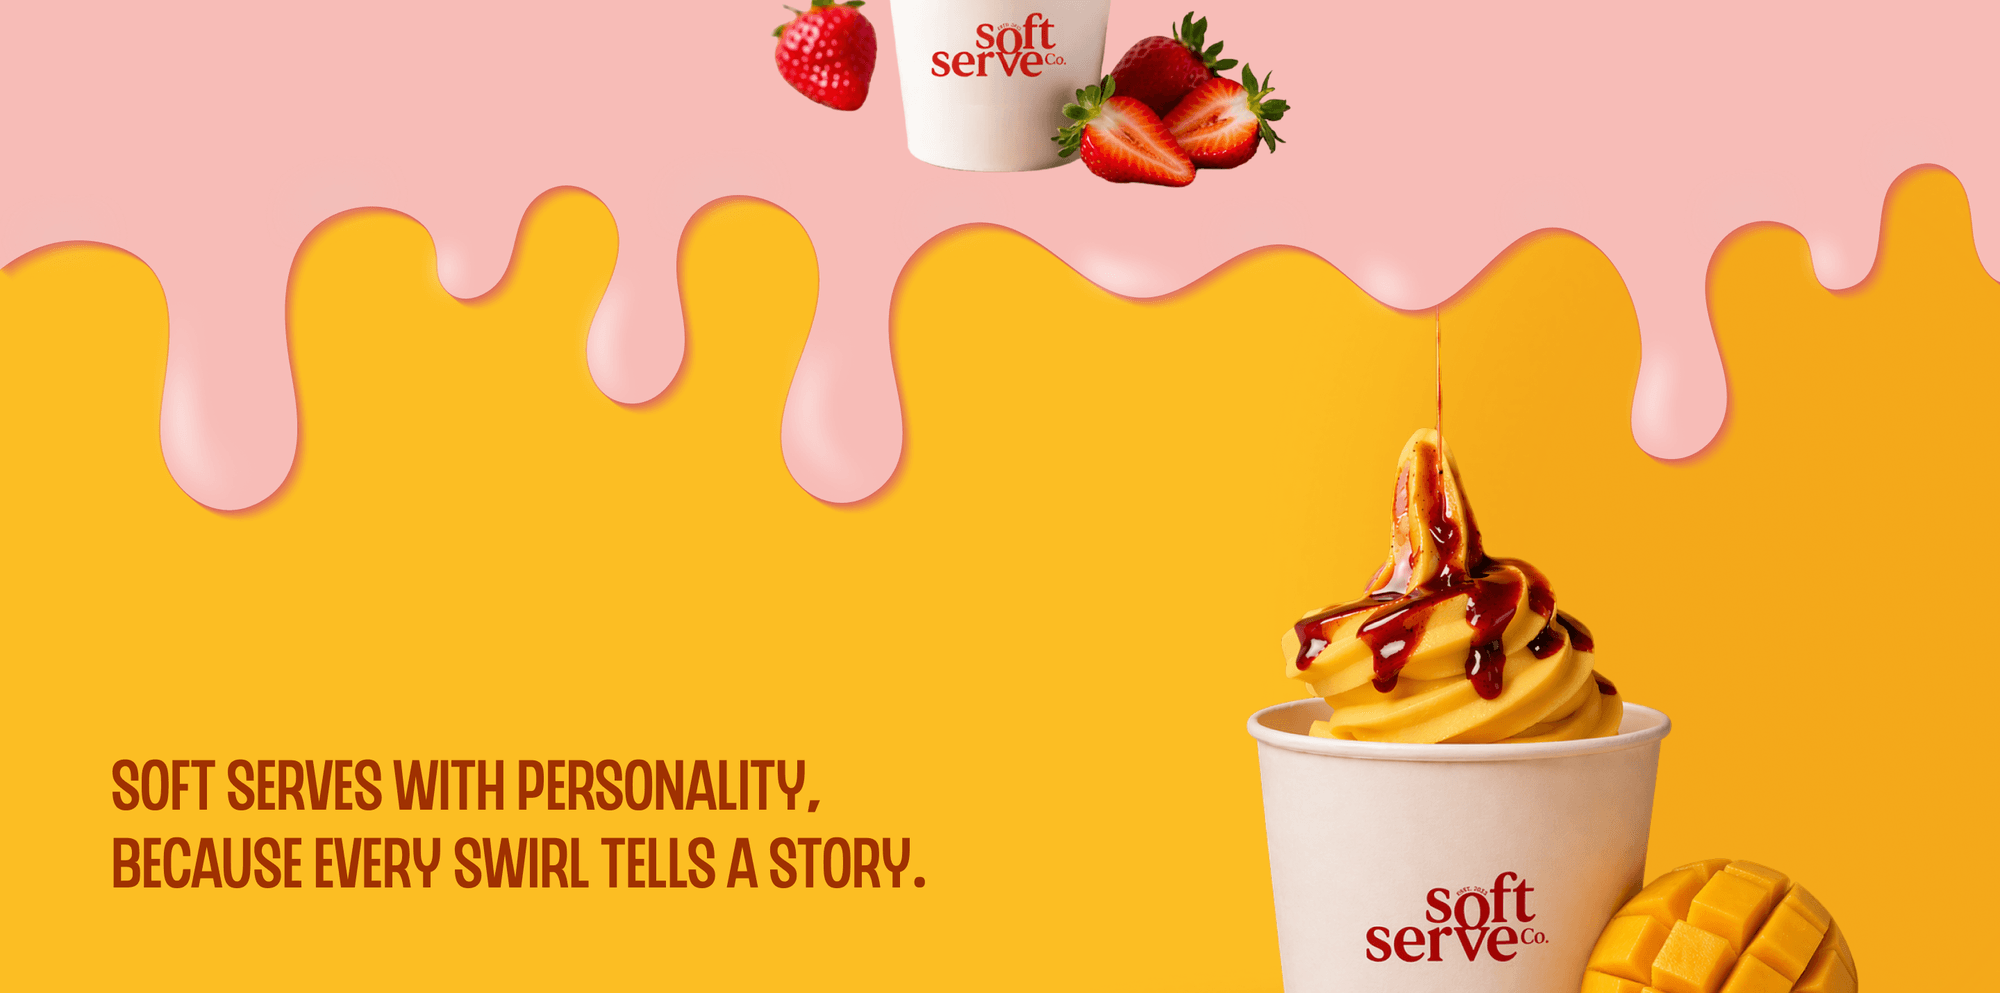 soft
serve Co.
SOFT SERVES WITH PERSONALITY,
BECAUSE EVERY SWIRL TELLS A STORY.
soft
serve Co.